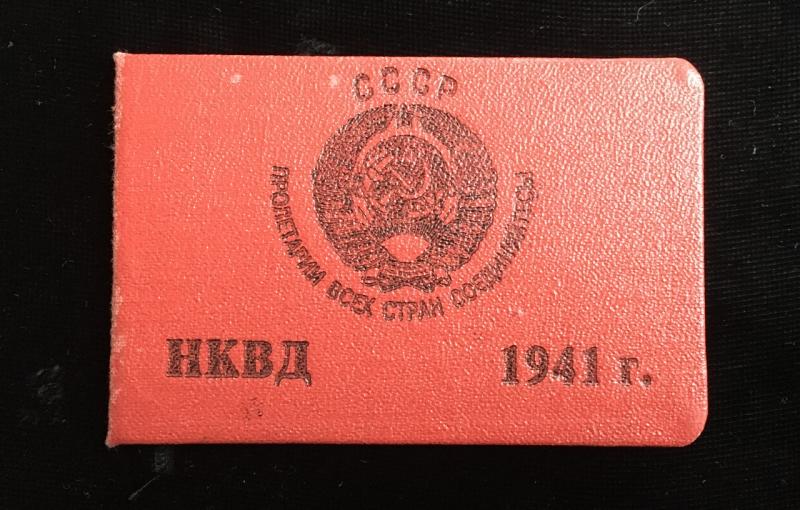 СССР
ПРОЛЕТАРИИ ВСЕХ СТРАН СОЕДИНЯЙТЕСЬ
НКВД 1941 г.